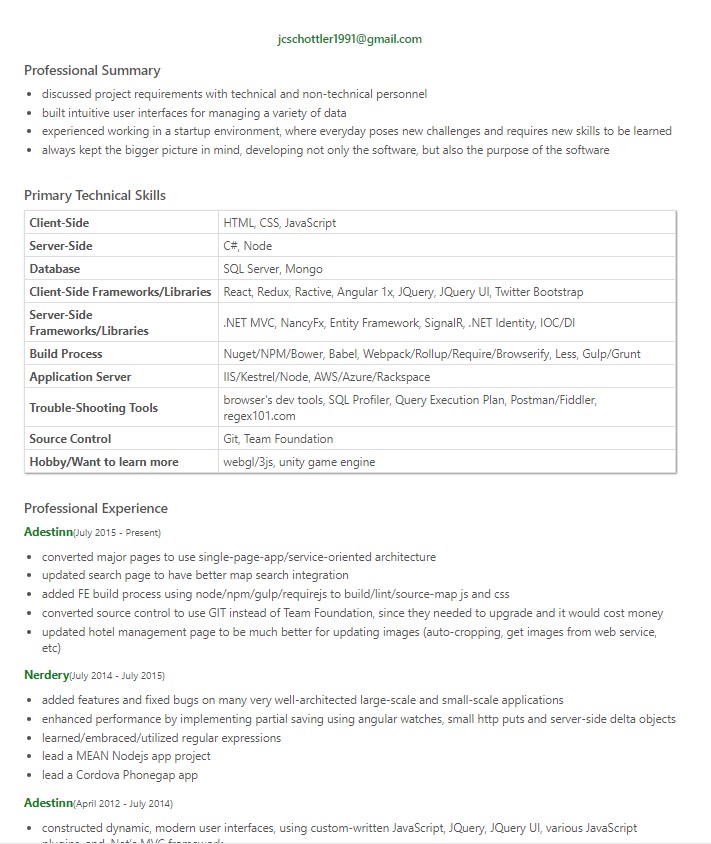 jcschottler1991@gmail.com
Professional Summary
• discussed project requirements with technical and non-technical personnel
• built intuitive user interfaces for managing a variety of data
• experienced working in a startup environment, where everyday poses new challenges and requires new skills to be learned
• always kept the bigger picture in mind, developing not only the software, but also the purpose of the software
Primary Technical Skills
Client-Side HTML, CSS, JavaScript
Server-Side C#, Node
Database SQL Server, Mongo
Client-Side Frameworks/Libraries React, Redux, Ractive, Angular 1x, JQuery, JQuery UI, Twitter Bootstrap
Server-Side
Frameworks/Libraries .NET MVC, NancyFx, Entity Framework, SignalR, .NET Identity, IOC/DI
Build Process Nuget/NPM/Bower, Babel, Webpack/Rollup/Require/Browserify, Less, Gulp/Grunt
Application Server IIS/Kestrel/Node, AWS/Azure/Rackspace
Trouble-Shooting Tools browser's dev tools, SQL Profiler, Query Execution Plan, Postman/Fiddler,
regex101.com
Source Control Git, Team Foundation
Hobby/Want to learn more webgl/3js, unity game engine
Professional Experience
Adestinn(July 2015 - Present)
• converted major pages to use single-page-app/service-oriented architecture
• updated search page to have better map search integration
• added FE build process using node/npm/gulp/requirejs to build/lint/source-map js and css
• converted source control to use GIT instead of Team Foundation, since they needed to upgrade and it would cost money
• updated hotel management page to be much better for updating images (auto-cropping, get images from web service,
etc)
Nerdery(July 2014 - July 2015)
• added features and fixed bugs on many very well-architected large-scale and small-scale applications
• enhanced performance by implementing partial saving using angular watches, small http puts and server-side delta objects
• learned/embraced/utilized regular expressions
• lead a MEAN Nodejs app project
• lead a Cordova Phonegap app
Adestinn(April 2012 - July 2014)
• constructed dynamic, modern user interfaces, using custom-written JavaScript, JQuery, JQuery UI, various JavaScript